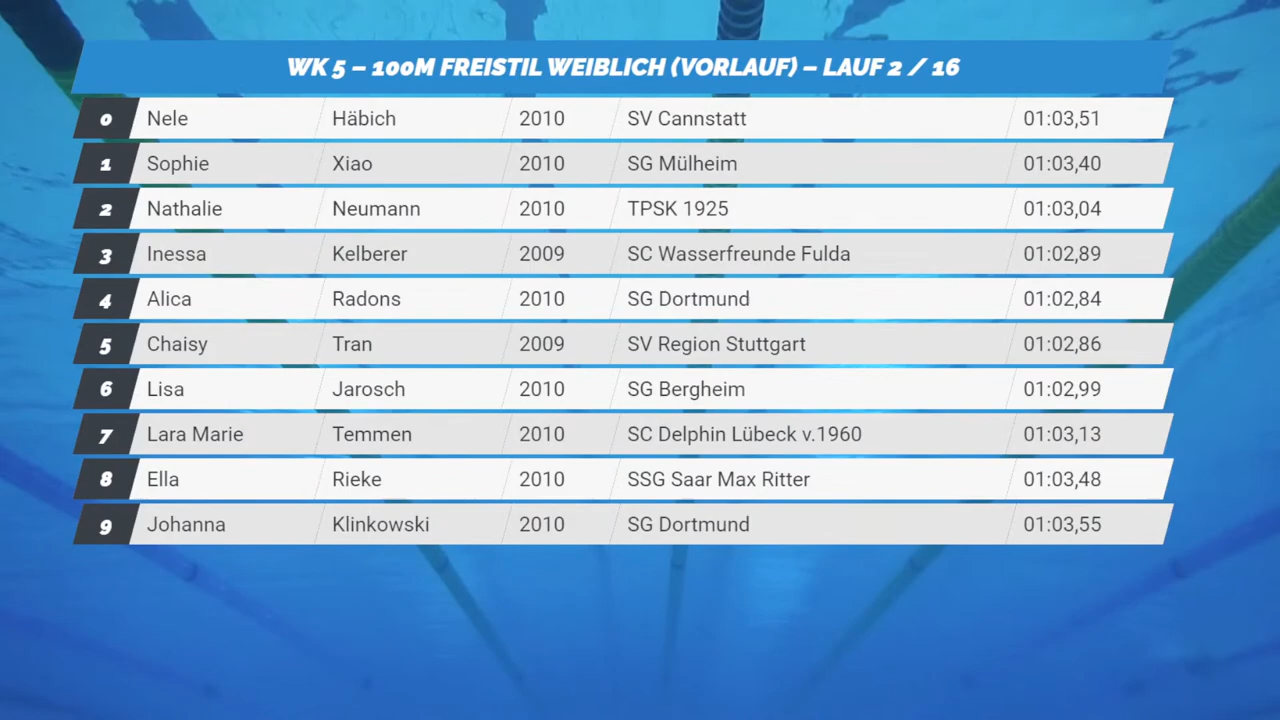 WK 5 – 100M FREISTIL WEIBLICH (VORLAUF) – LAUF 2 / 16
0 Nele Häbich 2010 SV Cannstatt 01:03,51
1 Sophie Xiao 2010 SG Mülheim 01:03,40
2 Nathalie Neumann 2010 TPSK 1925 01:03,04
3 Inessa Kelberer 2009 SC Wasserfreunde Fulda 01:02,89
4 Alica Radons 2010 SG Dortmund 01:02,84
5 Chaisy Tran 2009 SV Region Stuttgart 01:02,86
6 Lisa Jarosch 2010 SG Bergheim 01:02,99
7 Lara Marie Temmen 2010 SC Delphin Lübeck v.1960 01:03,13
8 Ella Rieke 2010 SSG Saar Max Ritter 01:03,48
9 Johanna Klinkowski 2010 SG Dortmund 01:03,55